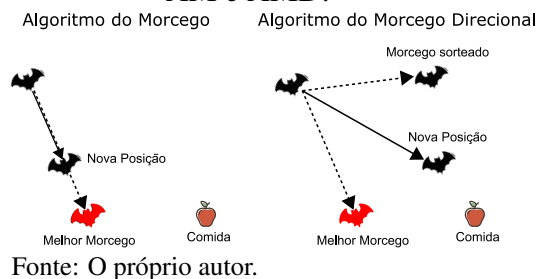 Algoritmo do Morcego
Algoritmo do Morcego Direcional
Morcego sorteado
Nova Posição
Nova Posição
Melhor Morcego
Comida
Melhor Morcego
Comida
Fonte: O próprio autor.